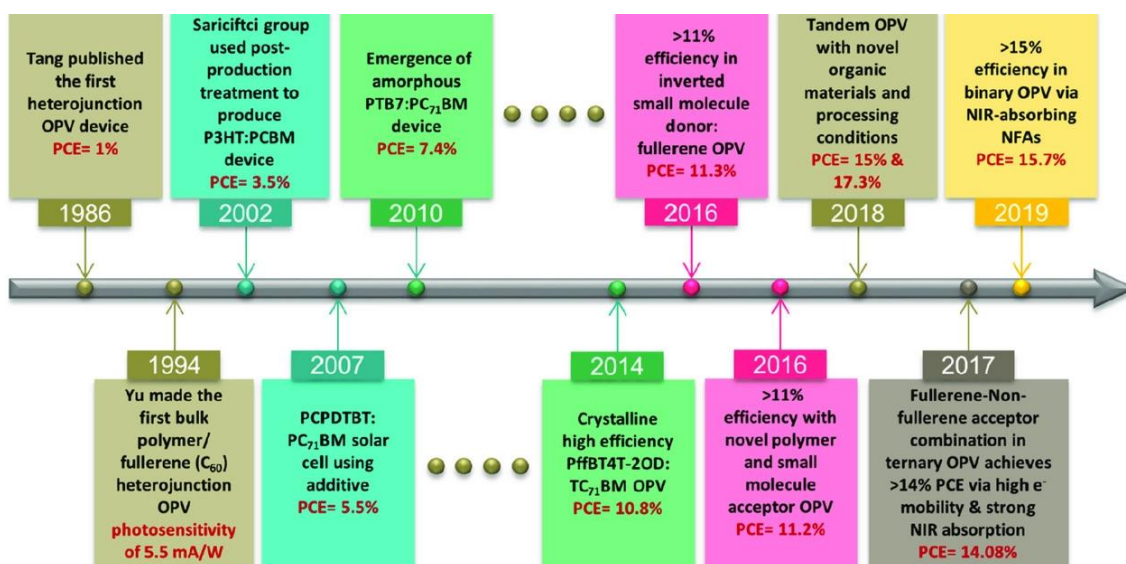 Tang published
the first
heterojunction
OPV device
PCE= 1%
1986
Sariciftci group
used post-
production
treatment to
produce
P3HT:PCBM
device
PCE= 3.5%
2002
Emergence of
amorphous
PTB7:PC₇₁BM
device
PCE= 7.4%
2010
>11%
efficiency in
inverted small
molecule
donor:
fullerene OPV
PCE= 11.3%
2016
Tandem OPV
with novel
organic
materials and
processing
conditions
PCE= 15% &
17.3%
2018
>15%
efficiency in
binary OPV via
NIR-absorbing
NFAs
PCE= 15.7%
2019
1994
Yu made the
first bulk
polymer/
fullerene (C₆₀)
heterojunction
OPV
photosensitivity
of 5.5 mA/W
2007
PCPDTBT:
PC₇₁BM solar
cell using
additive
PCE= 5.5%
2014
Crystalline
high efficiency
PffBT4T-2OD:
TC₇₁BM OPV
PCE= 10.8%
2016
>11%
efficiency with
novel polymer
and small
molecule
acceptor OPV
PCE= 11.2%
2017
Fullerene-Non-
fullerene acceptor
combination in
ternary OPV achieves
>14% PCE via high e⁻
mobility & strong
NIR absorption
PCE= 14.08%